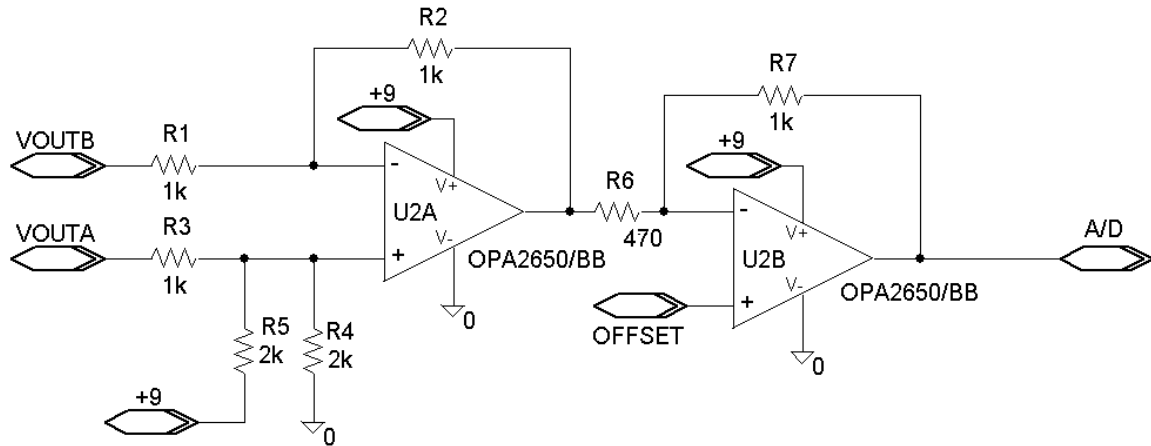 R2
1k
+9
VOUTB
R1
1k
-
V+
U2A
V-
+
OPA2650/BB
0
VOUTA
R3
1k
R5
2k
R4
2k
+9
0
R6
470
R7
1k
+9
-
V+
U2B
V-
+
OPA2650/BB
0
OFFSET
A/D